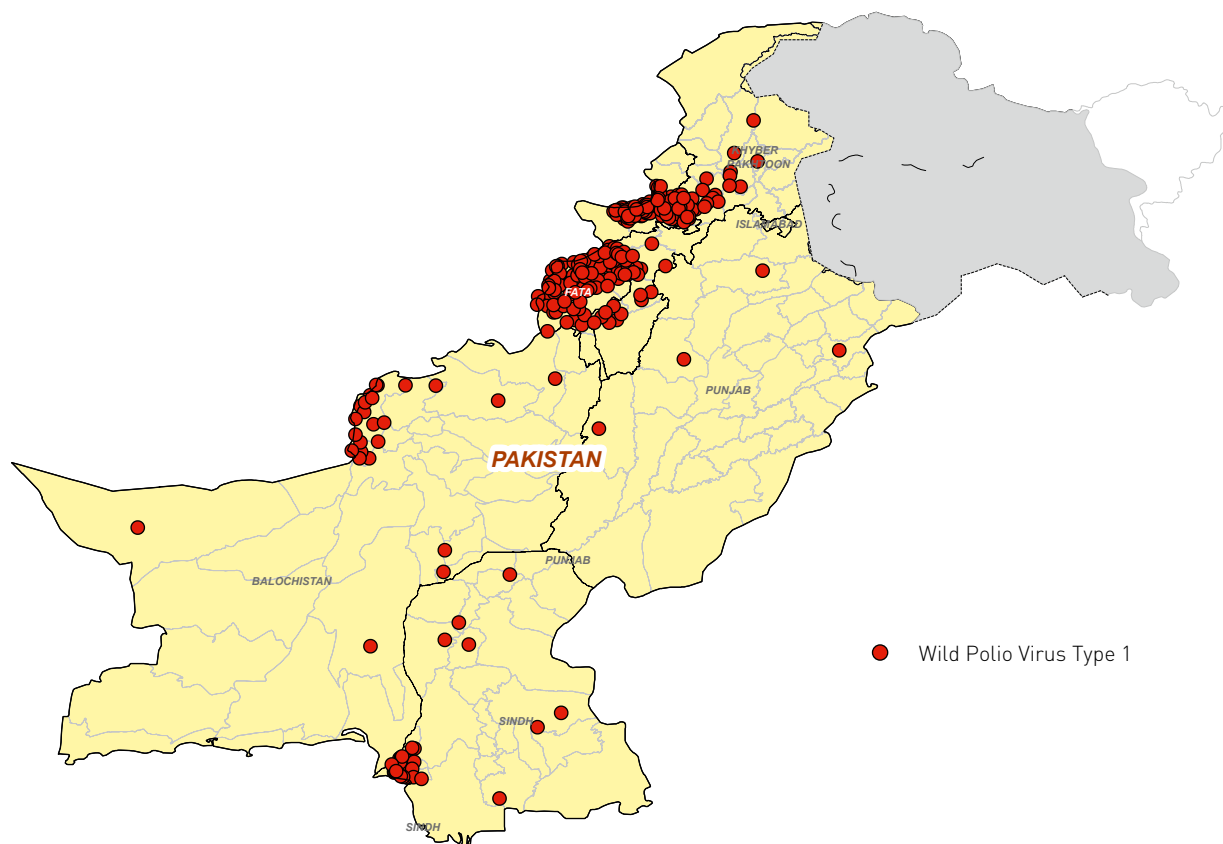 KHYBER
PAKHTOON
ISLAMABAD
FATA
PUNJAB
PAKISTAN
PUNJAB
BALOCHISTAN
Wild Polio Virus Type 1
SINDH
SINDH